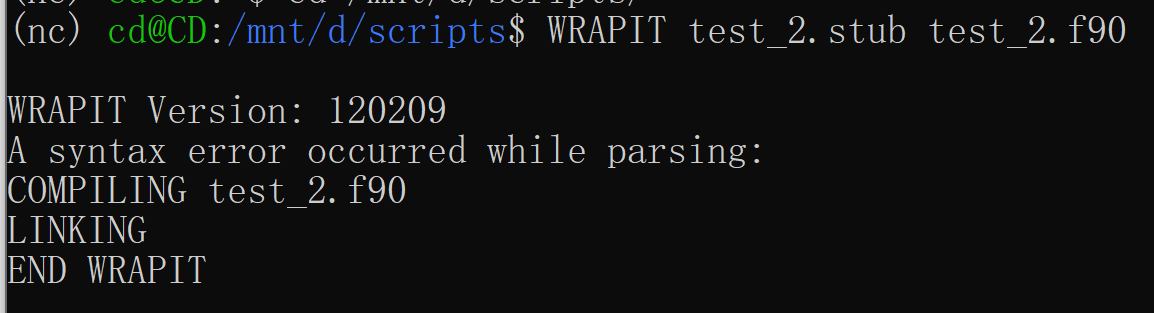 (nc) cd@CD:/mnt/d/scripts$ WRAPIT test_2.stub test_2.f90
WRAPIT Version: 120209
A syntax error occurred while parsing:
COMPILING test_2.f90
LINKING
END WRAPIT